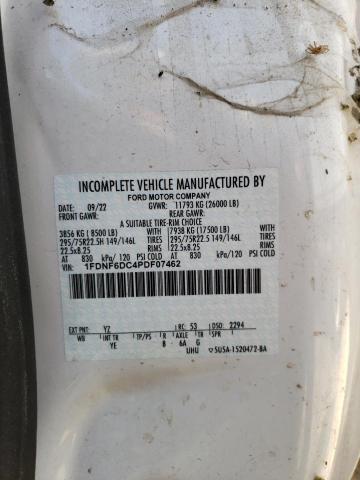 INCOMPLETE VEHICLE MANUFACTURED BY
FORD MOTOR COMPANY
DATE: 09/22 GVWR: 11793 KG (26000 LB)
FRONT GAWR: REAR GAWR:
A SUITABLE TIRE-RIM CHOICE
3856 KG ( 8500 LB) WITH 7938 KG (17500 LB) WITH
295/75R22.5H 149/146L TIRES 295/75R22.5 149/146L TIRES
22.5x8.25 RIMS 22.5x8.25 RIMS
AT 830 kPa/ 120 PSI COLD AT 830 kPa/ 120 PSI COLD
1FDNF6DC4PDF07462
EXT PNT: YZ RC: 53 DSO: 2294
WB INT TR TP/PS R AXLE TR SPR
YE B 6A G
UHU 5U5A-1520472-BA